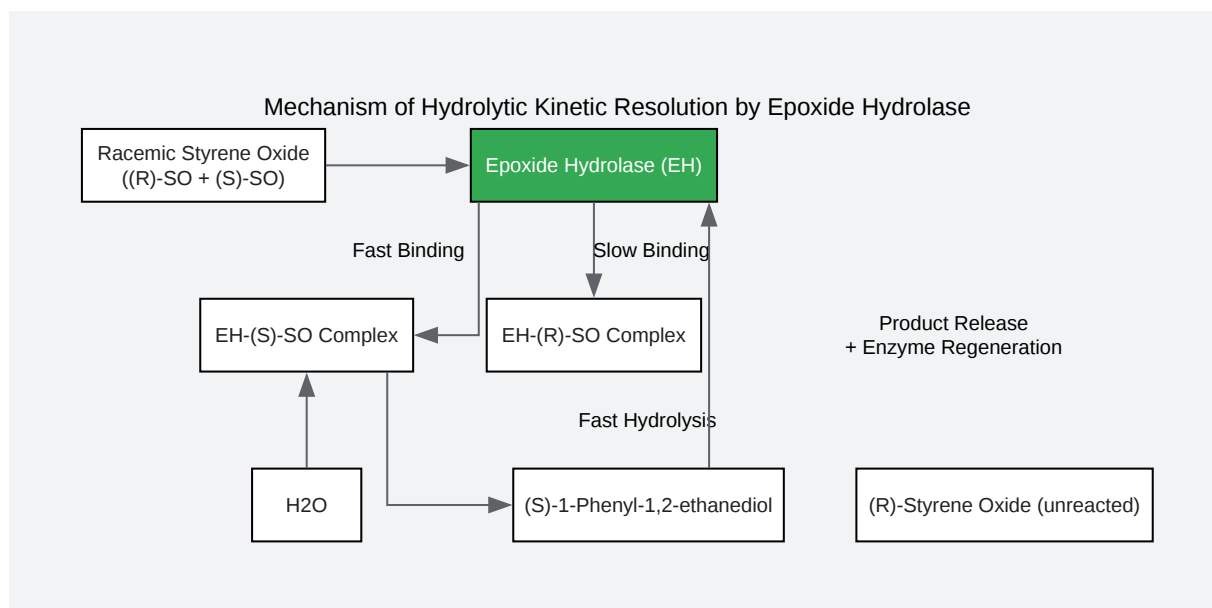 Mechanism of Hydrolytic Kinetic Resolution by Epoxide Hydrolase
Racemic Styrene Oxide
((R)-SO + (S)-SO)
Epoxide Hydrolase (EH)
Fast Binding
Slow Binding
EH-(S)-SO Complex
EH-(R)-SO Complex
Product Release
+ Enzyme Regeneration
Fast Hydrolysis
H2O
(S)-1-Phenyl-1,2-ethanediol
(R)-Styrene Oxide (unreacted)